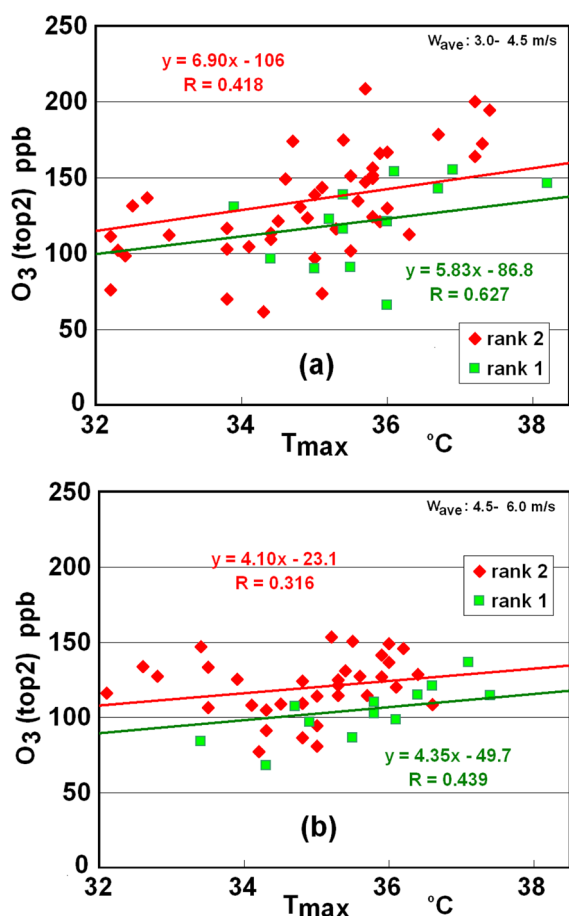 (a)
W_ave : 3.0- 4.5 m/s
y = 6.90x - 106
R = 0.418
250
200
150
100
50
0
O3 (top2) ppb
y = 5.83x - 86.8
R = 0.627
rank 2
rank 1
32 34 36 38
Tmax °C
W_ave : 4.5- 6.0 m/s
y = 4.10x - 23.1
R = 0.316
250
200
150
100
50
0
O3 (top2) ppb
rank 2
rank 1
y = 4.35x - 49.7
R = 0.439
(b)
32 34 36 38
Tmax °C